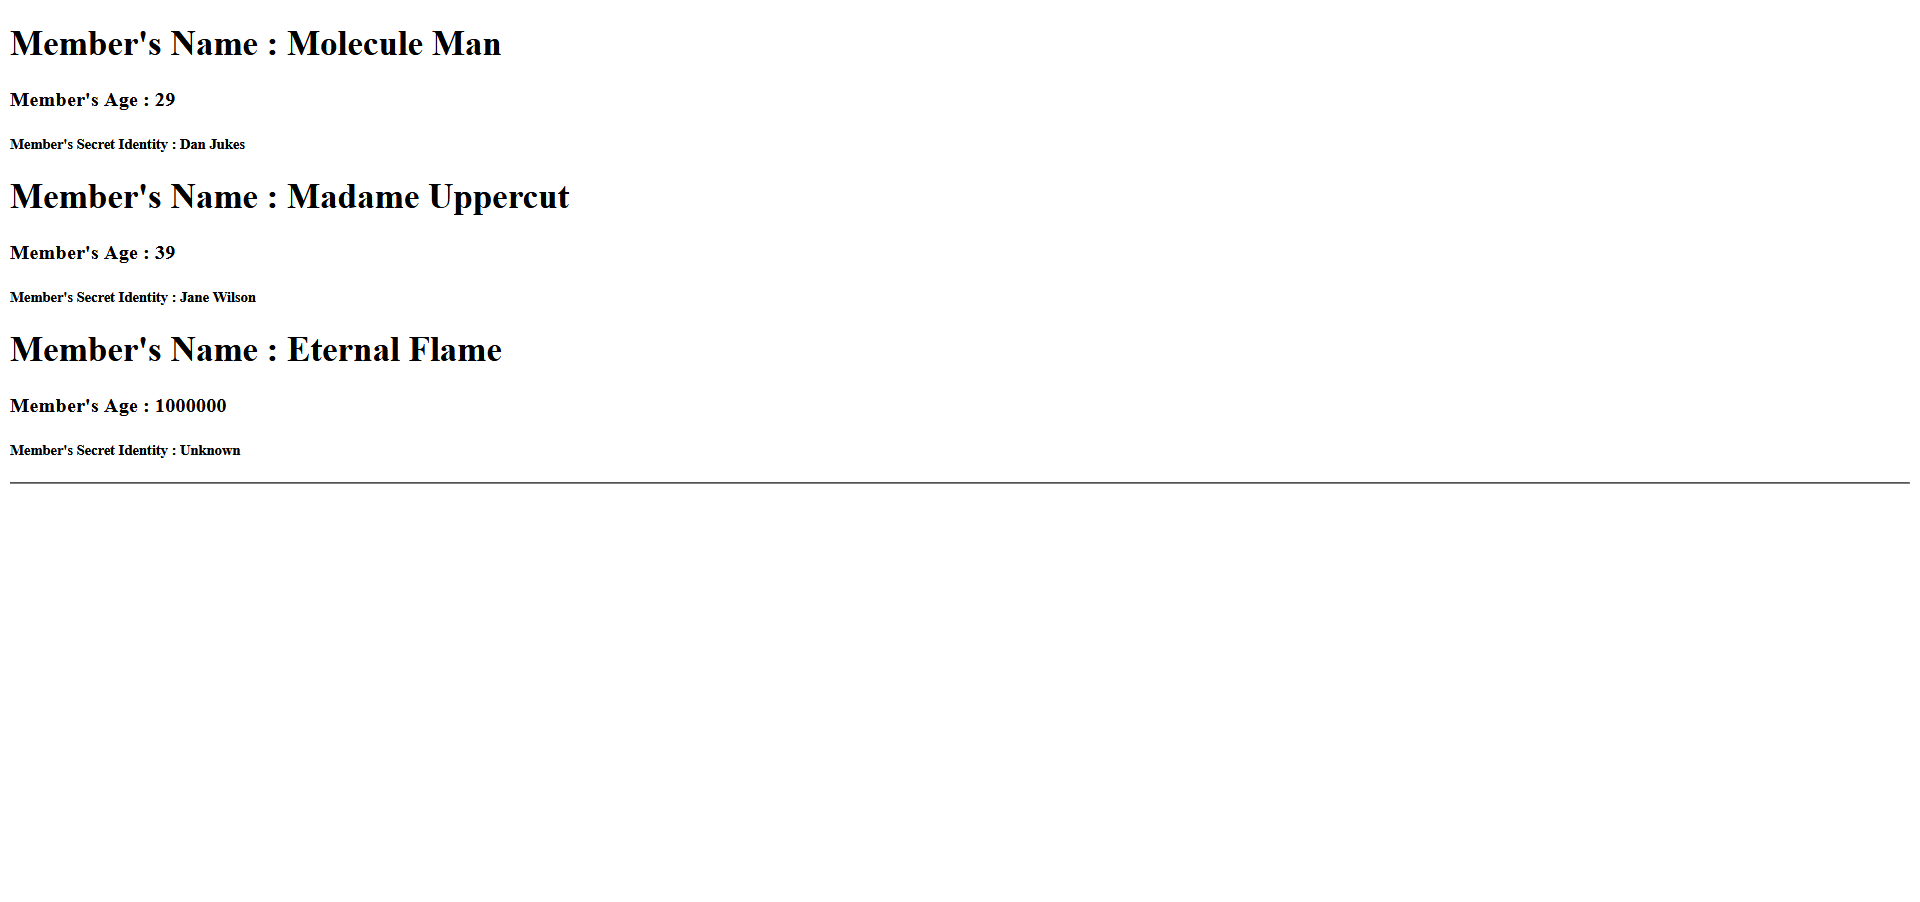 Member's Name : Molecule Man
Member's Age : 29
Member's Secret Identity : Dan Jukes
Member's Name : Madame Uppercut
Member's Age : 39
Member's Secret Identity : Jane Wilson
Member's Name : Eternal Flame
Member's Age : 1000000
Member's Secret Identity : Unknown